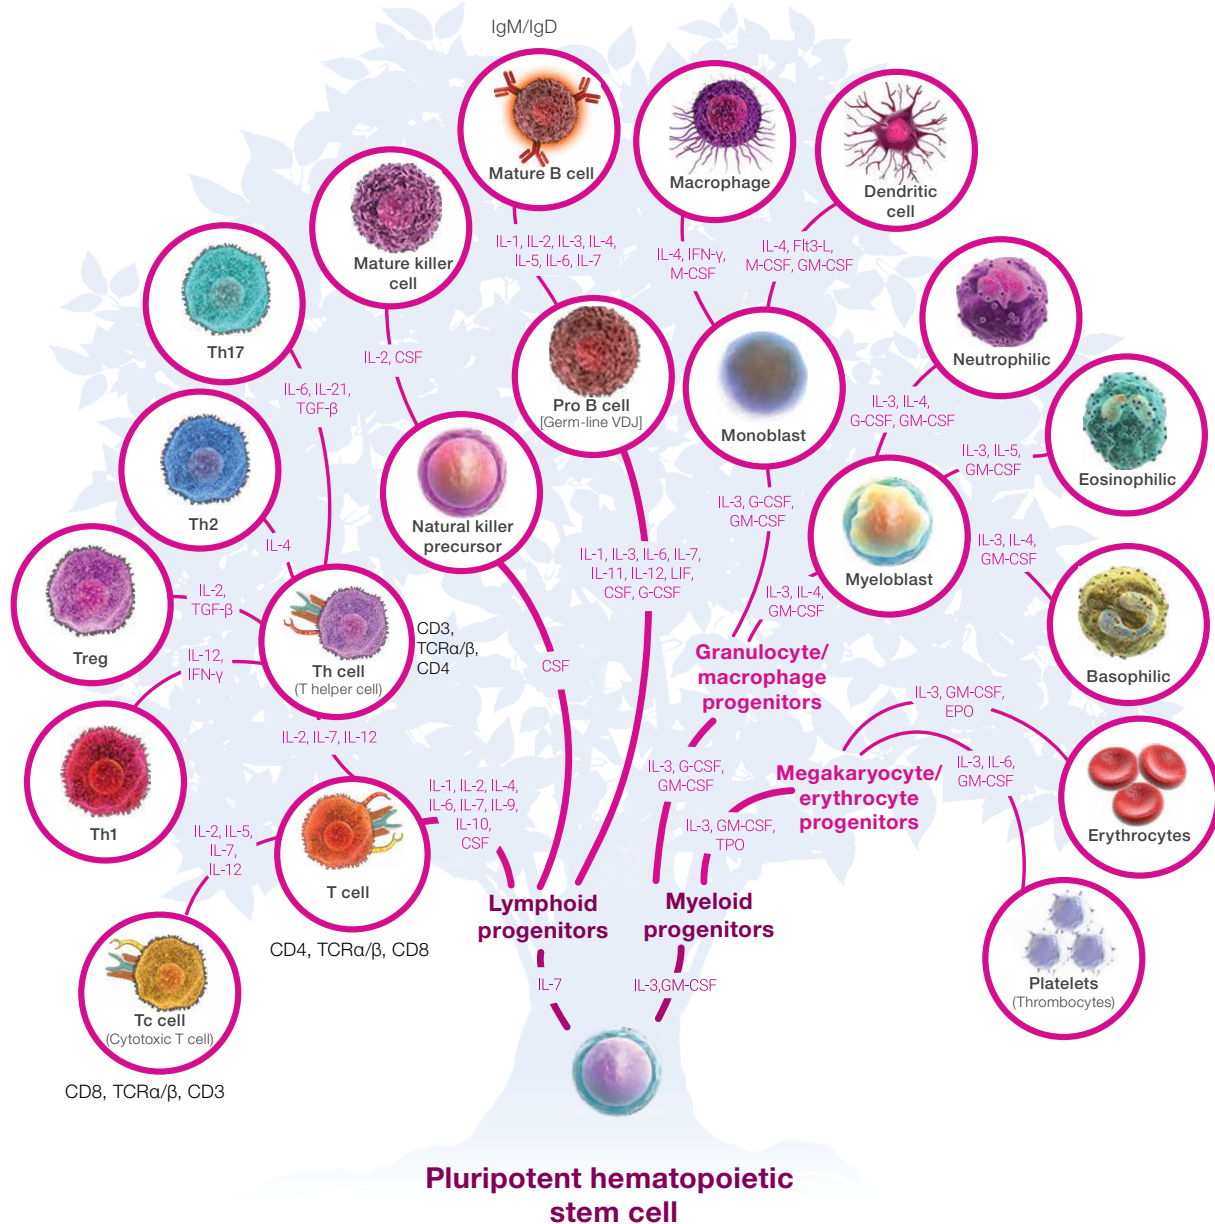 IgM/IgD
Mature B cell
Macrophage
Dendritic
cell
Mature killer
cell
IL-1, IL-2, IL-3, IL-4,
IL-5, IL-6, IL-7
IL-4, IFN-γ,
M-CSF
IL-4, Flt3-L,
M-CSF, GM-CSF
Th17
IL-2, CSF
Neutrophilic
IL-6, IL-21,
TGF-β
Pro B cell
[Germ-line VDJ]
Monoblast
IL-3, IL-4,
G-CSF, GM-CSF
IL-3, IL-5,
GM-CSF
Eosinophilic
Th2
Natural killer
precursor
IL-3, G-CSF,
GM-CSF
IL-4
IL-1, IL-3, IL-6, IL-7,
IL-11, IL-12, LIF,
CSF, G-CSF
Myeloblast
IL-3, IL-4,
GM-CSF
IL-2,
TGF-β
IL-3, IL-4,
GM-CSF
Treg
CD3,
TCRα/β,
CD4
Th cell
(T helper cell)
IL-12,
IFN-γ
CSF
Granulocyte/
macrophage
progenitors
Basophilic
IL-3, GM-CSF,
EPO
IL-2, IL-7, IL-12
IL-3, G-CSF,
GM-CSF
Megakaryocyte/
erythrocyte
progenitors
IL-3, IL-6,
GM-CSF
Th1
IL-1, IL-2, IL-4,
IL-6, IL-7, IL-9,
IL-10,
CSF
IL-3, GM-CSF,
TPO
Erythrocytes
IL-2, IL-5,
IL-7,
IL-12
T cell
Lymphoid
progenitors
Myeloid
progenitors
CD4, TCRα/β, CD8
IL-7
IL-3,GM-CSF
Platelets
(Thrombocytes)
Tc cell
(Cytotoxic T cell)
CD8, TCRα/β, CD3
Pluripotent hematopoietic
stem cell